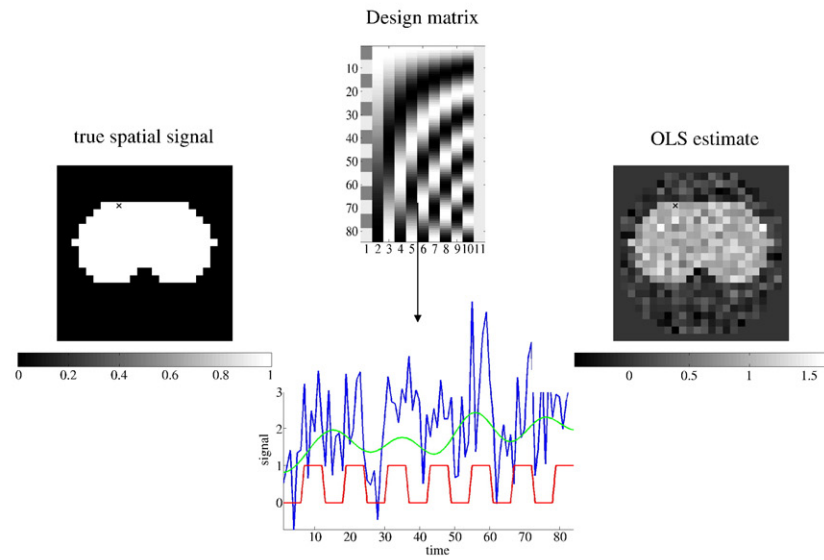 Design matrix
10
20
30
40
50
60
70
80
1 2 3 4 5 6 7 8 9 10 11
true spatial signal
x
0 0.2 0.4 0.6 0.8 1
OLS estimate
x
0 0.5 1 1.5
3
2
1
0
signal
10 20 30 40 50 60 70 80
time